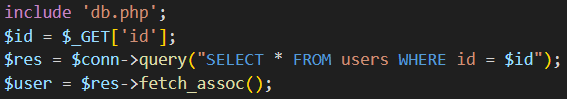 include 'db.php';
$id = $_GET['id'];
$res = $conn->query("SELECT * FROM users WHERE id = $id");
$user = $res->fetch_assoc();